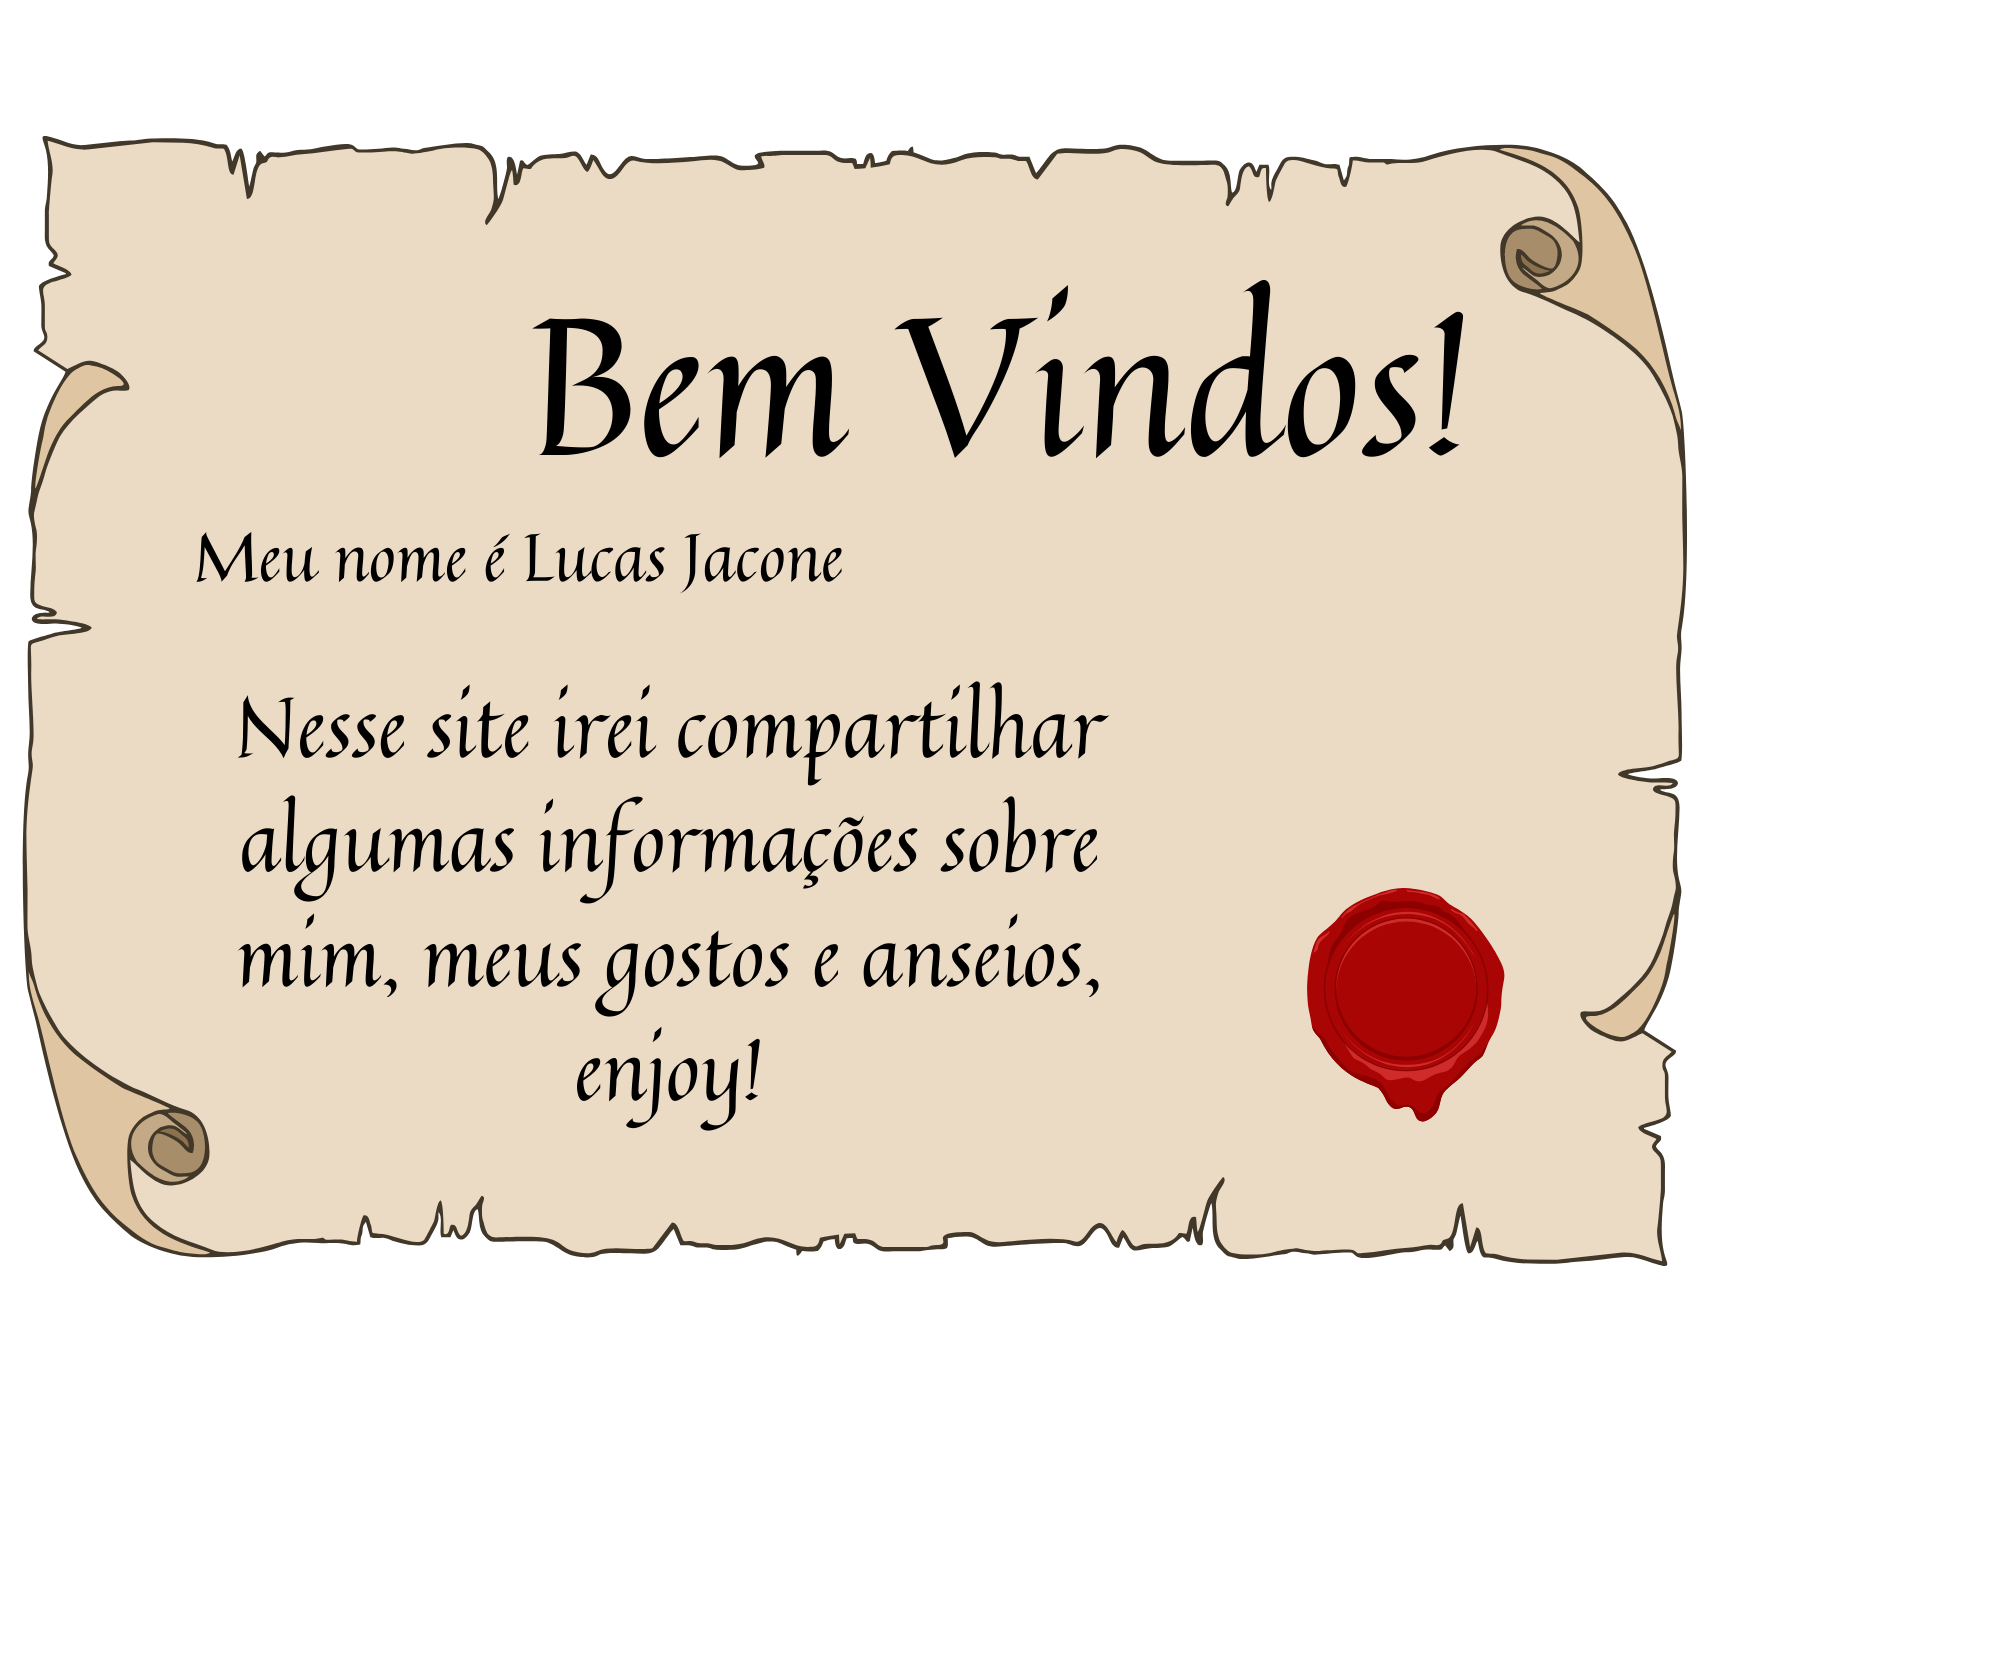 Bem Vindos!
Meu nome é Lucas Jacone
Nesse site irei compartilhar
algumas informações sobre
mim, meus gostos e anseios,
enjoy!